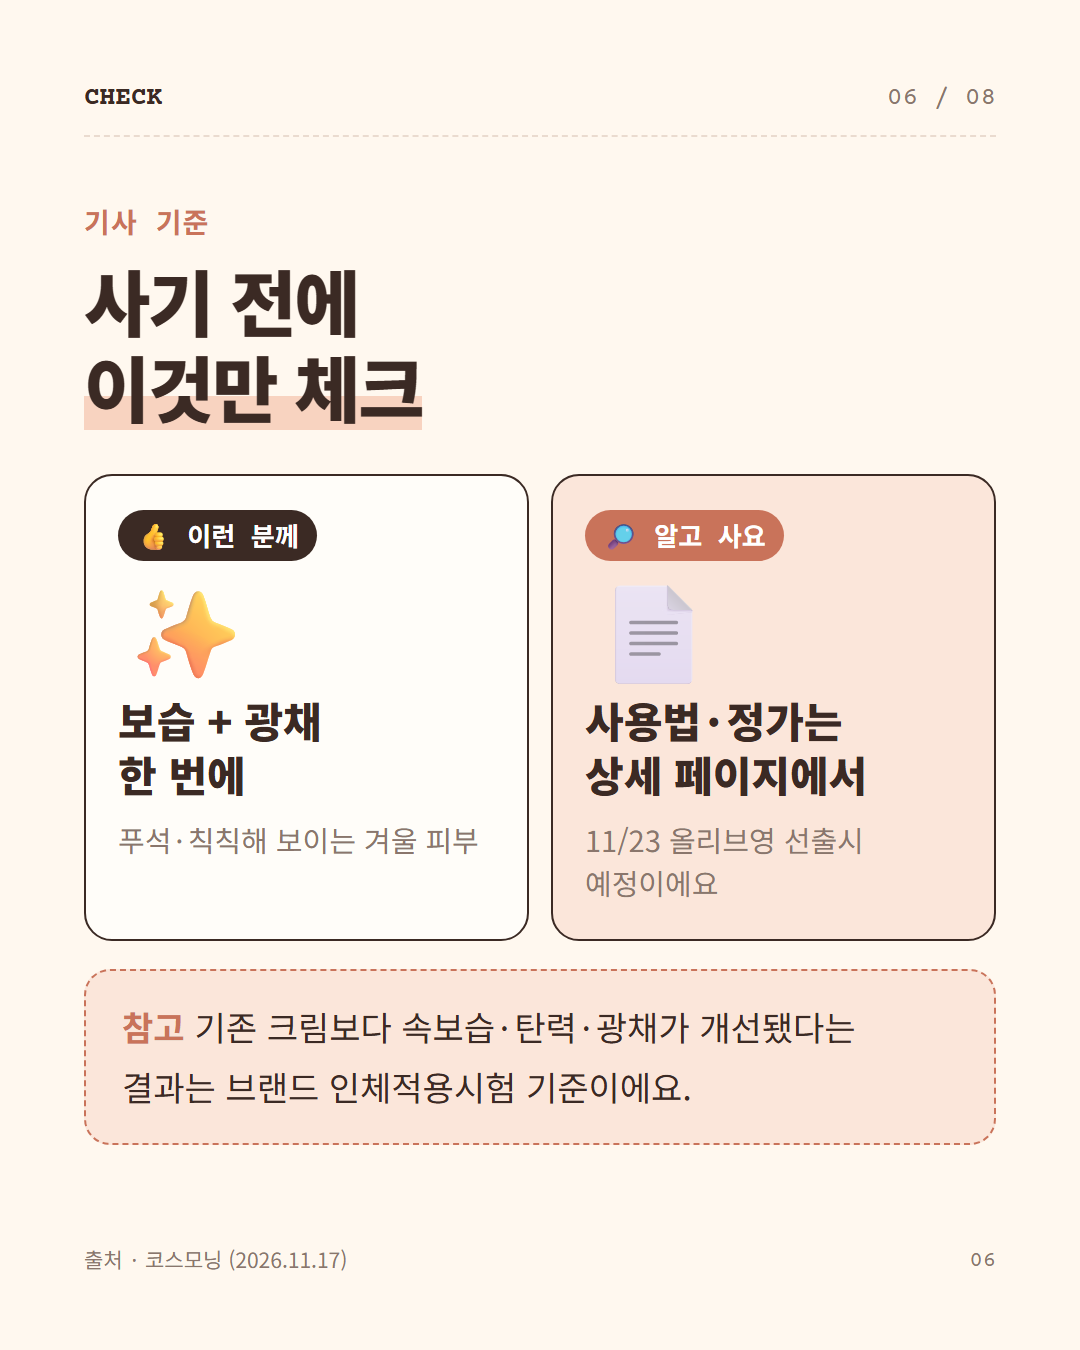 CHECK
06 / 08
기사 기준
사기 전에
이것만 체크
👍 이런 분께
보습 + 광채
한 번에
푸석·칙칙해 보이는 겨울 피부
🔎 알고 사요
사용법·정가는
상세 페이지에서
11/23 올리브영 선출시
예정이에요
참고 기존 크림보다 속보습·탄력·광채가 개선됐다는
결과는 브랜드 인체적용시험 기준이에요.
출처 · 코스모닝 (2026.11.17)
06